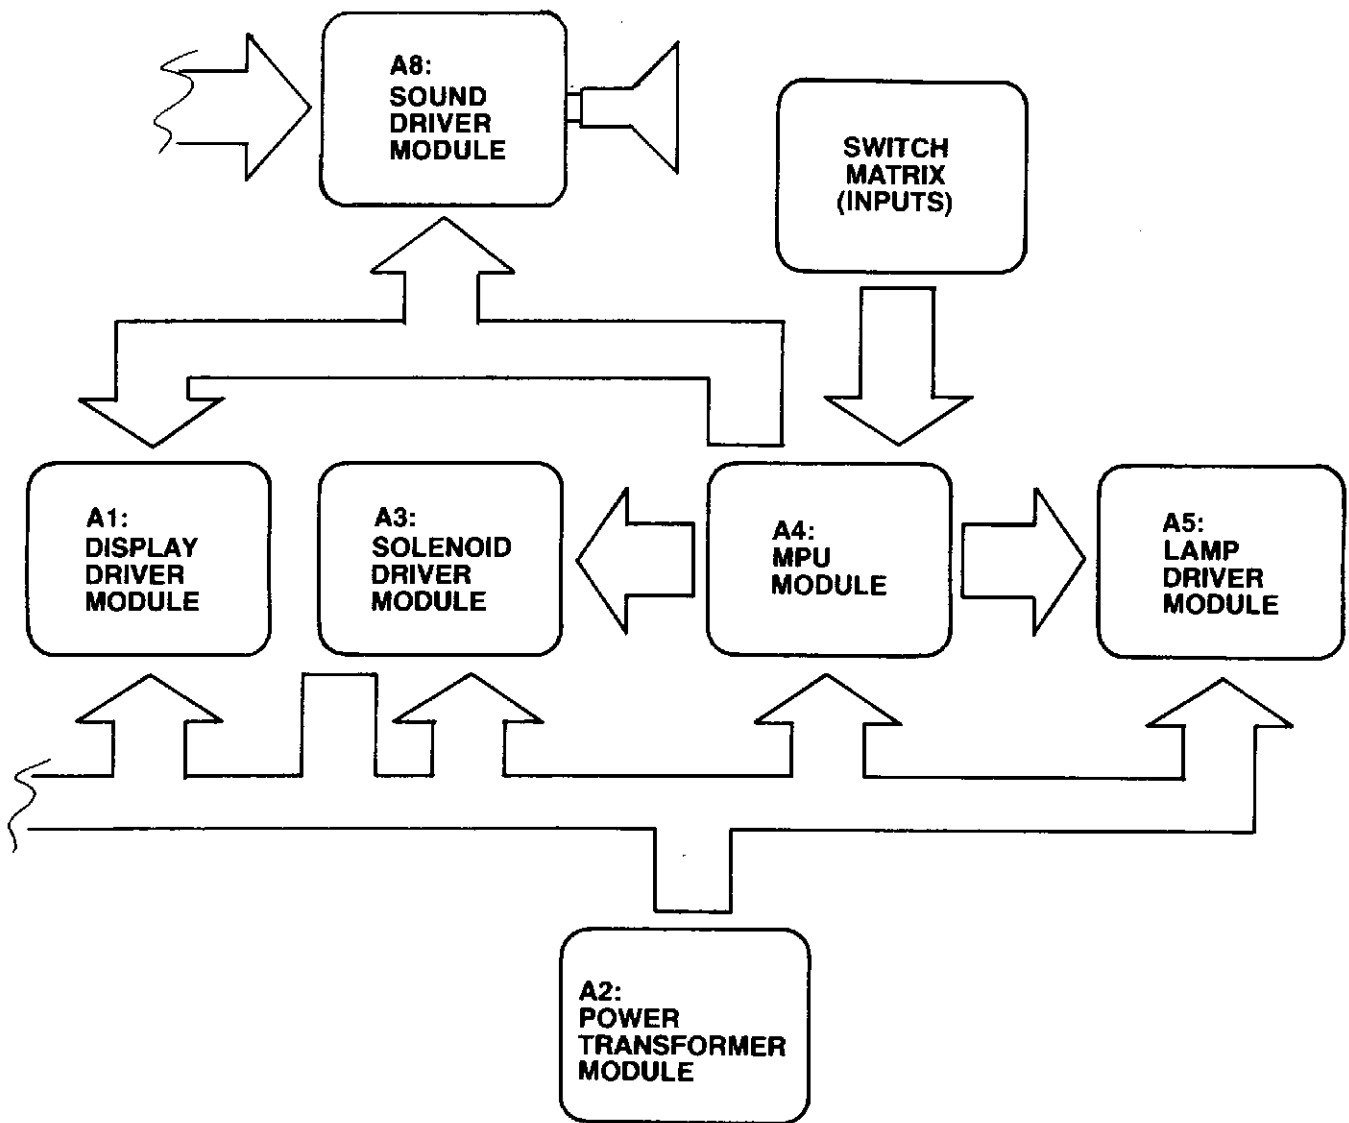 A8:
SOUND
DRIVER
MODULE
SWITCH
MATRIX
(INPUTS)
A1:
DISPLAY
DRIVER
MODULE
A3:
SOLENOID
DRIVER
MODULE
A4:
MPU
MODULE
A5:
LAMP
DRIVER
MODULE
A2:
POWER
TRANSFORMER
MODULE